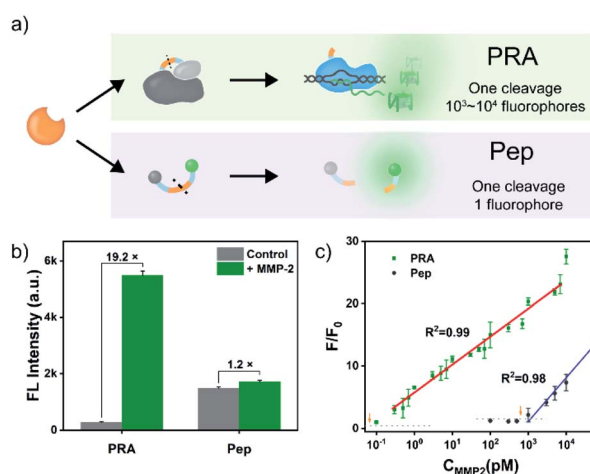 a)
PRA
One cleavage
10³~10⁴ fluorophores
Pep
One cleavage
1 fluorophore
b)
FL Intensity (a.u.)
6k
4k
2k
0
19.2 ×
1.2 ×
Control
+ MMP-2
PRA
Pep
c)
F/F₀
30
20
10
0
PRA
Pep
R²=0.99
R²=0.98
10⁻¹ 10⁰ 10¹ 10² 10³ 10⁴
C_MMP2(pM)